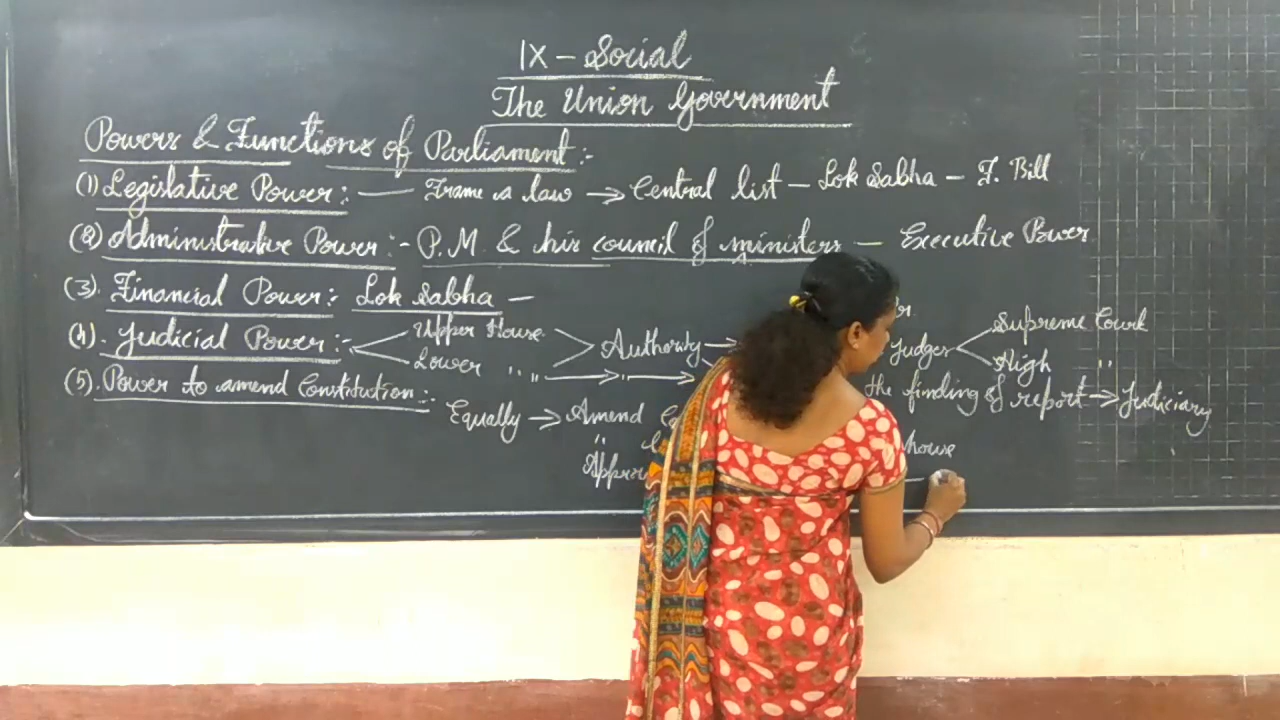 IX - Social
The Union Government
Powers & Functions of Parliament :-
(1) Legislative Power : — Frame a law → Central list - Lok Sabha - F. Bill
(2) Administrative Power :- P.M & his council of ministers — Executive Power
(3). Financial Power : Lok Sabha —
(4). Judicial Power :- Upper House Authority → Judges Supreme Court
Lower " " → " → High "
(5). Power to amend Constitution :- the finding of report → Judiciary
Equally → Amend
" house